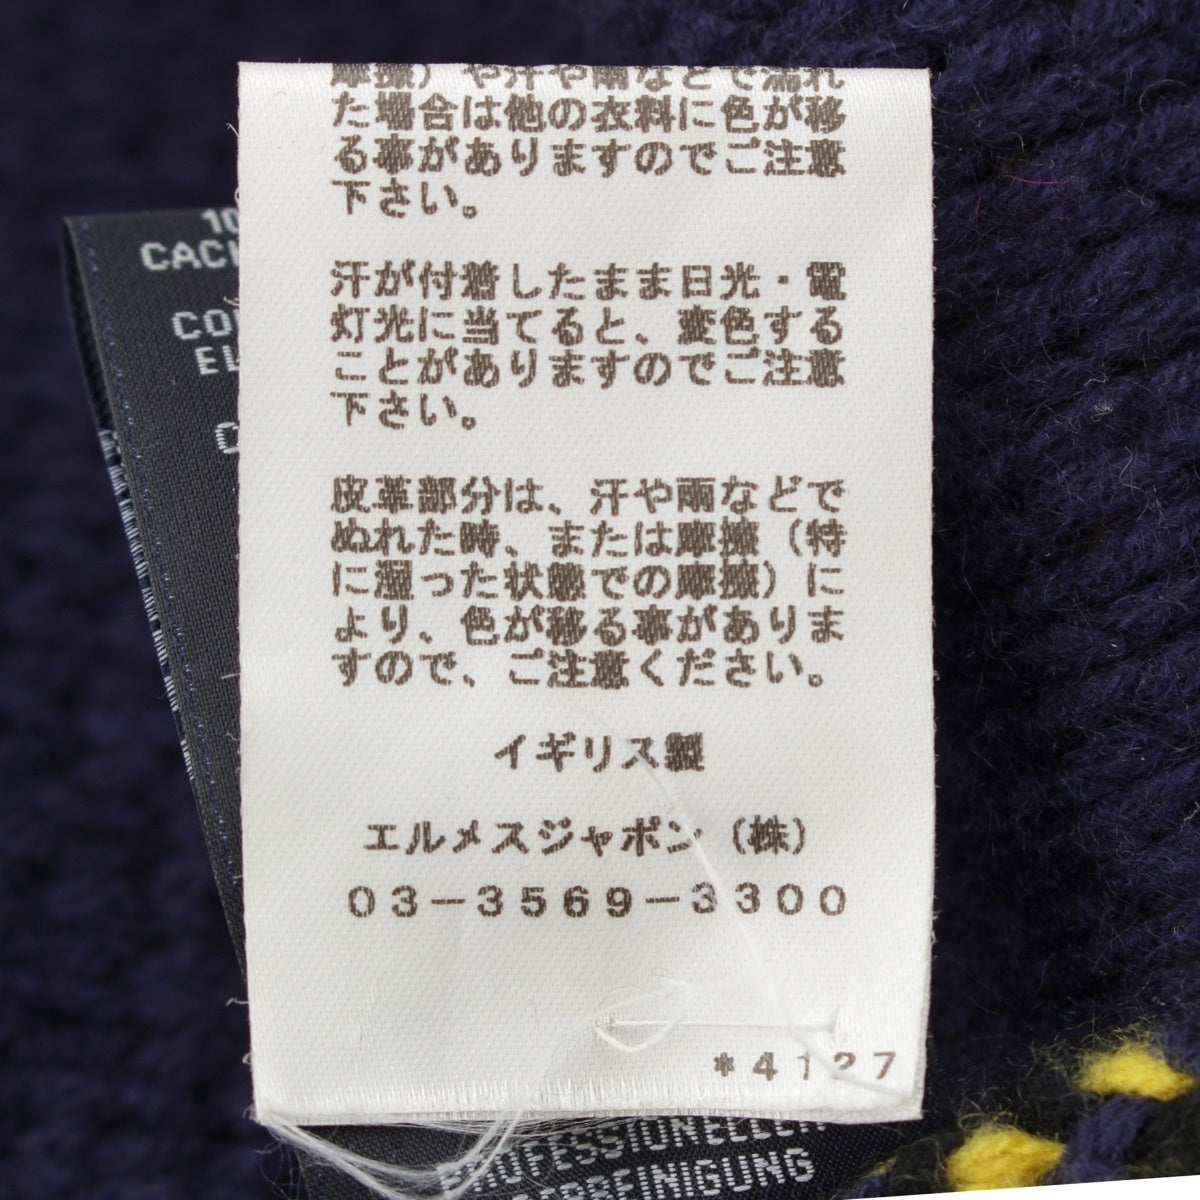 摩擦）や汗や雨などで濡れ
た場合は他の衣料に色が移
る事がありますのでご注意
下さい。
汗が付着したまま日光・電
灯光に当てると、変色する
ことがありますのでご注意
下さい。
皮革部分は、汗や雨などで
ぬれた時、または摩擦（特
に湿った状態での摩擦）に
より、色が移る事がありま
すので、ご注意ください。
イギリス製
エルメスジャポン（株）
03-3569-3300
*4127
10
CACH
COL
EL
PROFESSIONELLER